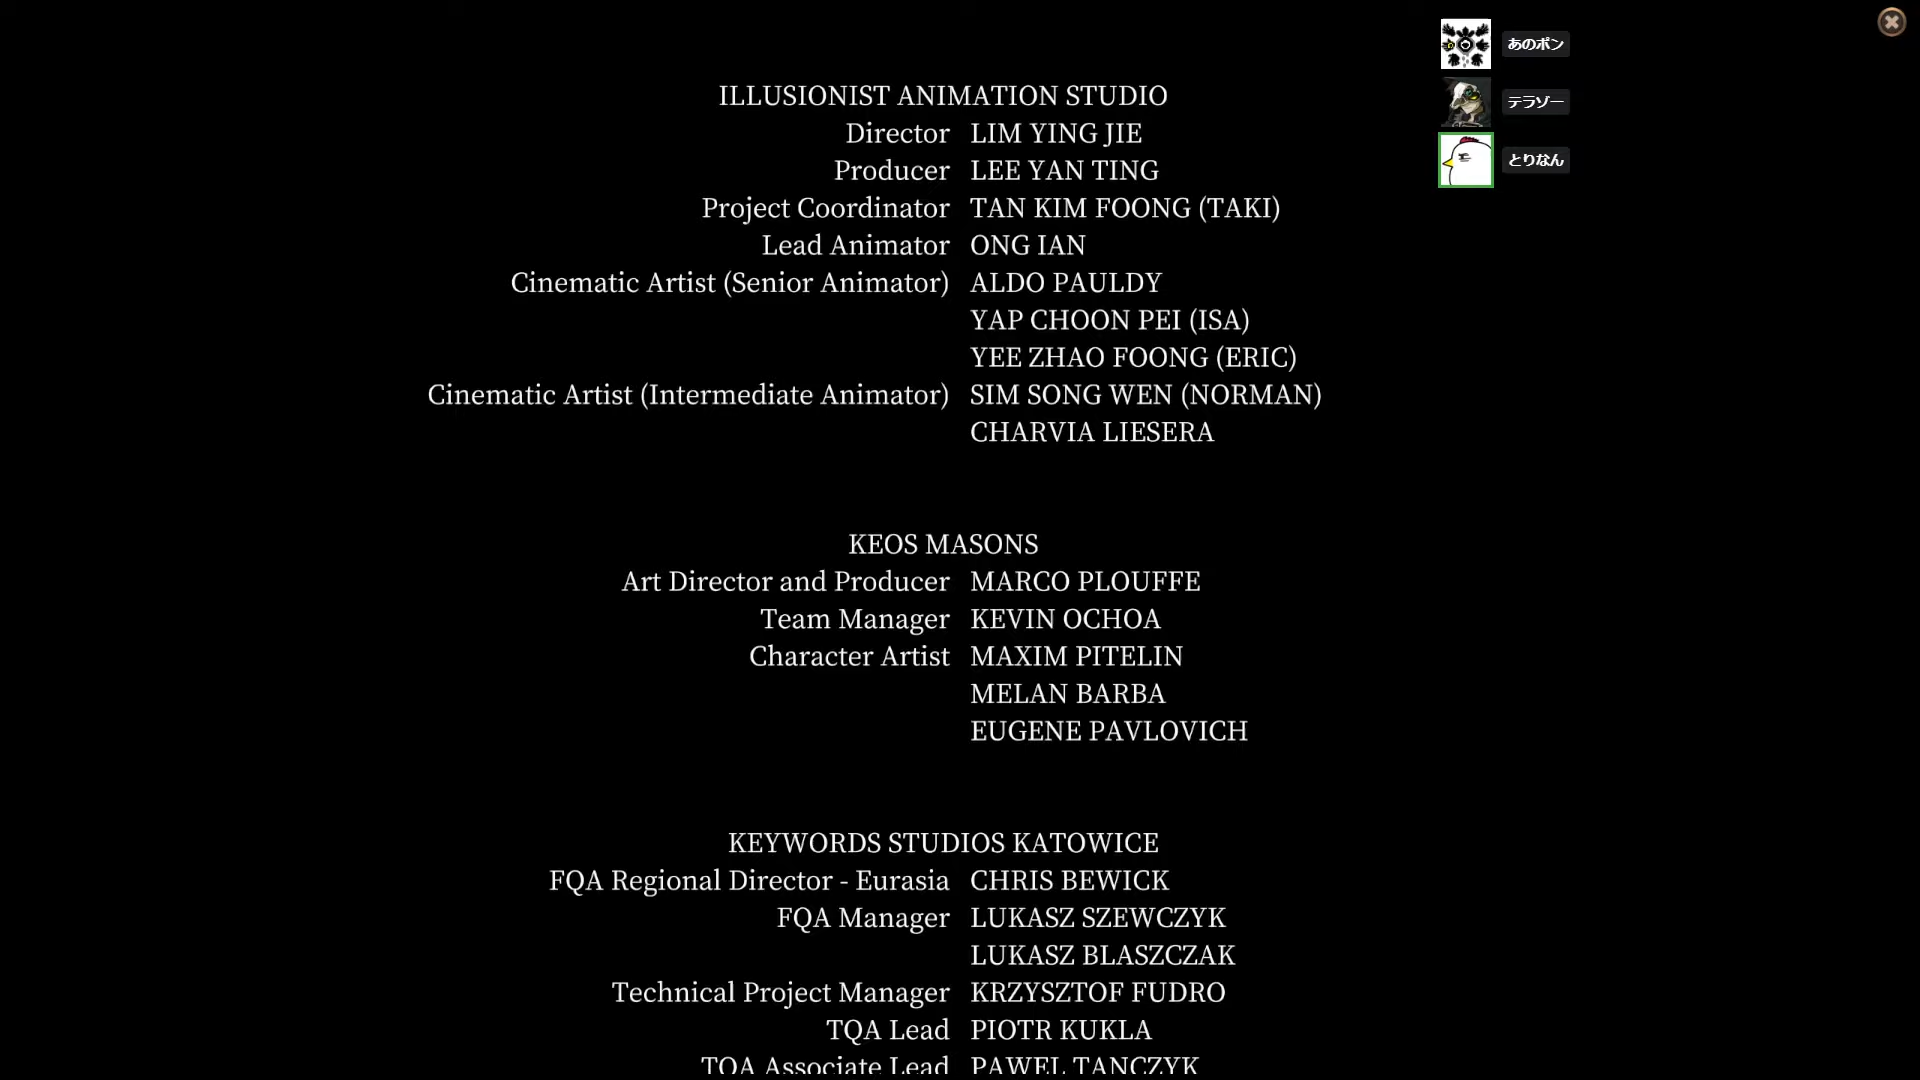 ILLUSIONIST ANIMATION STUDIO
Director LIM YING JIE
Producer LEE YAN TING
Project Coordinator TAN KIM FOONG (TAKI)
Lead Animator ONG IAN
Cinematic Artist (Senior Animator) ALDO PAULDY
YAP CHOON PEI (ISA)
YEE ZHAO FOONG (ERIC)
Cinematic Artist (Intermediate Animator) SIM SONG WEN (NORMAN)
CHARVIA LIESERA
KEOS MASONS
Art Director and Producer MARCO PLOUFFE
Team Manager KEVIN OCHOA
Character Artist MAXIM PITELIN
MELAN BARBA
EUGENE PAVLOVICH
KEYWORDS STUDIOS KATOWICE
FQA Regional Director - Eurasia CHRIS BEWICK
FQA Manager LUKASZ SZEWCZYK
LUKASZ BLASZCZAK
Technical Project Manager KRZYSZTOF FUDRO
TQA Lead PIOTR KUKLA
TQA Associate Lead PAWEL TANCZYK
あのポン
テラゾー
とりなん